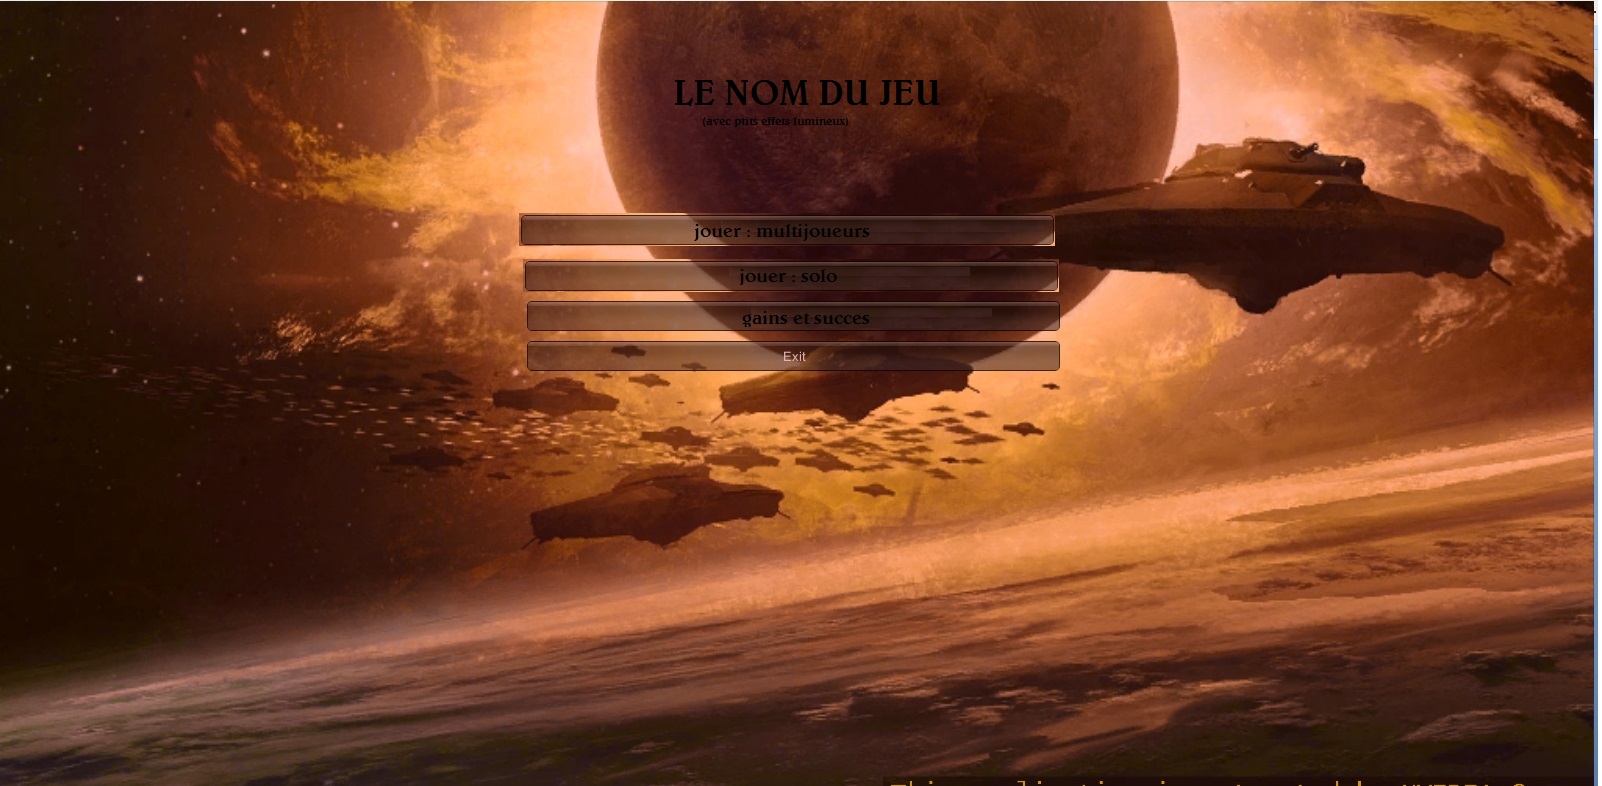 LE NOM DU JEU
(avec ptits effets lumineux)
jouer : multijoueurs
jouer : solo
gains et succes
Exit